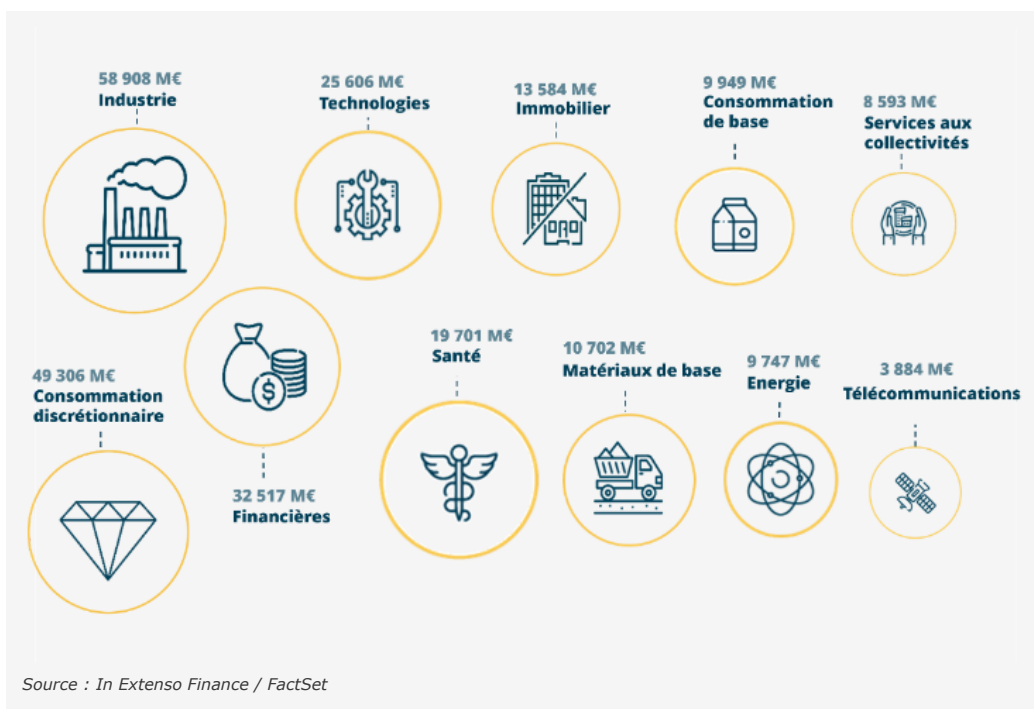 58 908 M€
Industrie
25 606 M€
Technologies
13 584 M€
Immobilier
9 949 M€
Consommation
de base
8 593 M€
Services aux
collectivités
49 306 M€
Consommation
discrétionnaire
32 517 M€
Financières
19 701 M€
Santé
10 702 M€
Matériaux de base
9 747 M€
Energie
3 884 M€
Télécommunications
$
Source : In Extenso Finance / FactSet